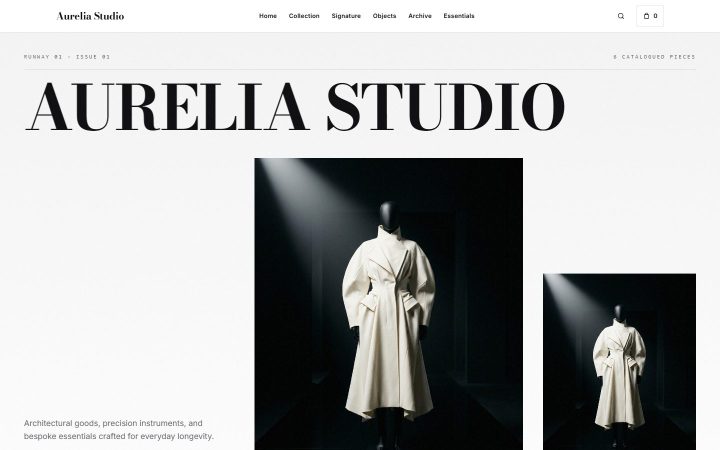 Aurelia Studio
Home Collection Signature Objects Archive Essentials
0
RUNWAY 01 · ISSUE 01
6 CATALOGUED PIECES
AURELIA STUDIO
Architectural goods, precision instruments, and
bespoke essentials crafted for everyday longevity.